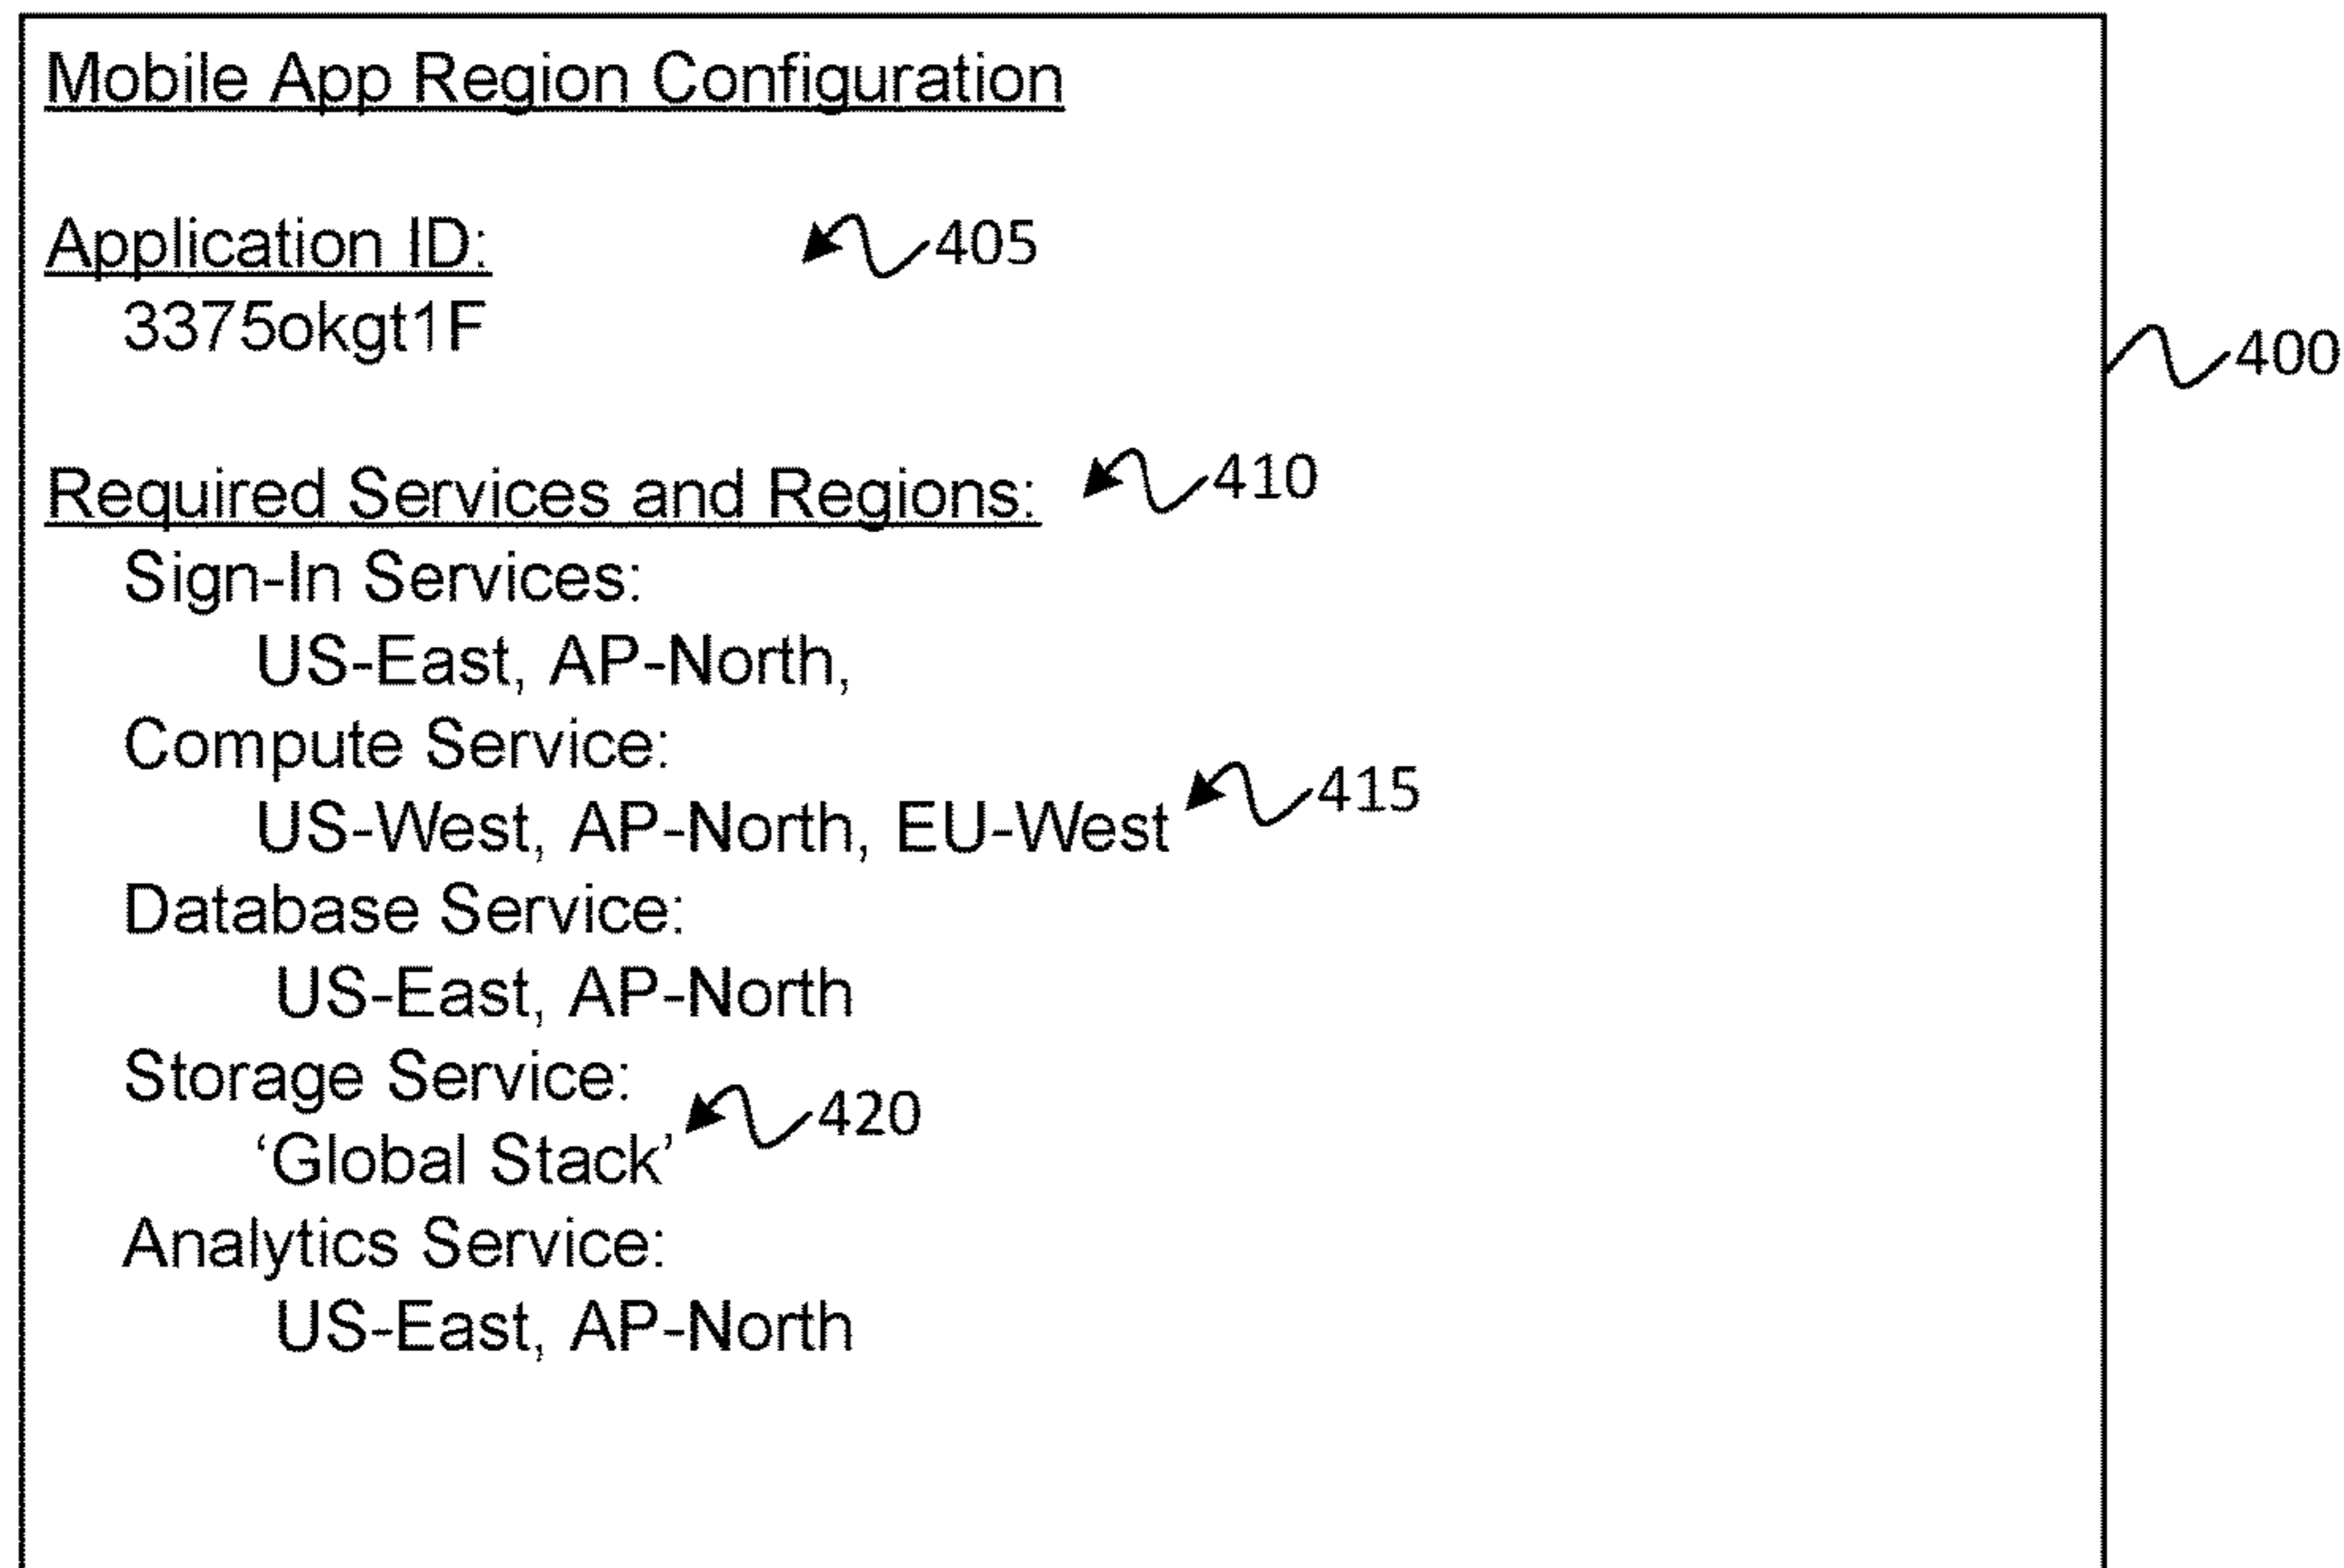 Mobile App Region Configuration
Application ID: 405
3375okgt1F
400
Required Services and Regions: 410
Sign-In Services:
US-East, AP-North,
Compute Service:
US-West, AP-North, EU-West 415
Database Service:
US-East, AP-North
Storage Service:
420
‘Global Stack’
Analytics Service:
US-East, AP-North